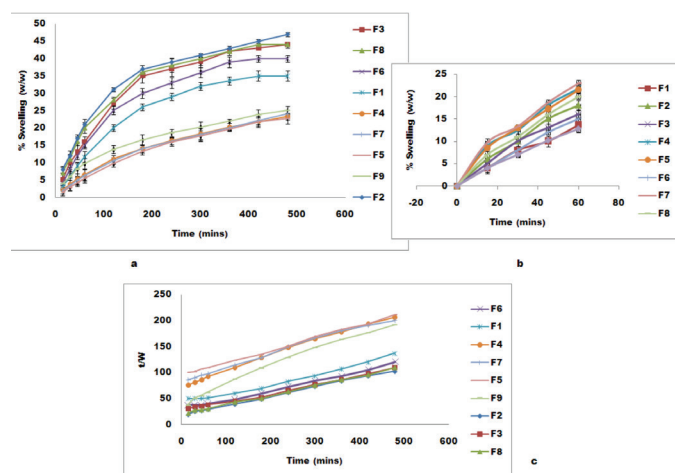 % Swelling (w/w)
50
45
40
35
30
25
20
15
10
5
0
0 100 200 300 400 500 600
Time (mins)
F3
F8
F6
F1
F4
F7
F5
F9
F2
a
% Swelling (w/w)
25
20
15
10
5
0
-20 0 20 40 60 80
Time (mins)
F1
F2
F3
F4
F5
F6
F7
F8
b
t/W
250
200
150
100
50
0
0 100 200 300 400 500 600
Time (mins)
F6
F1
F4
F7
F5
F9
F2
F3
F8
c